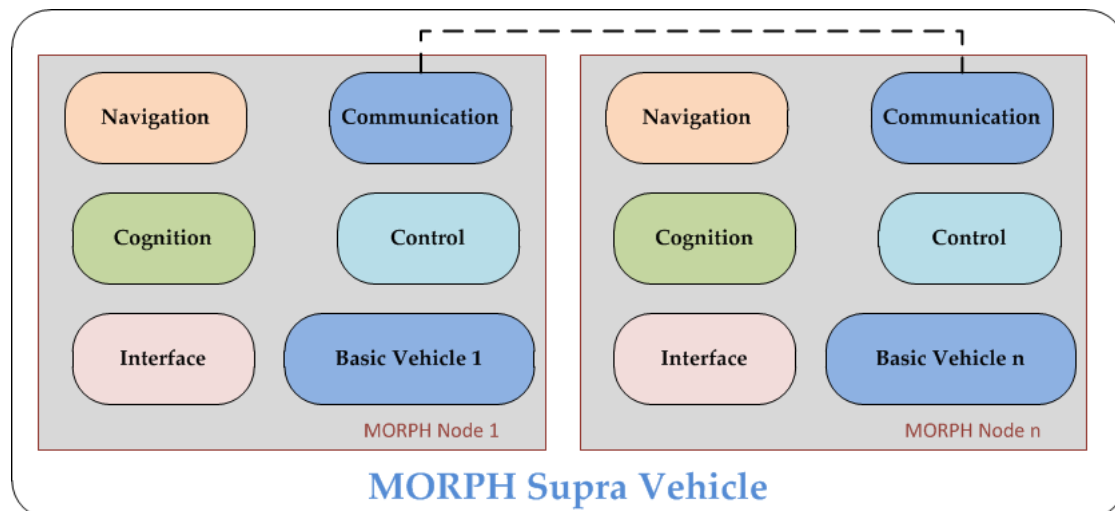 Navigation
Communication
Cognition
Control
Interface
Basic Vehicle 1
MORPH Node 1
Navigation
Communication
Cognition
Control
Interface
Basic Vehicle n
MORPH Node n
MORPH Supra Vehicle